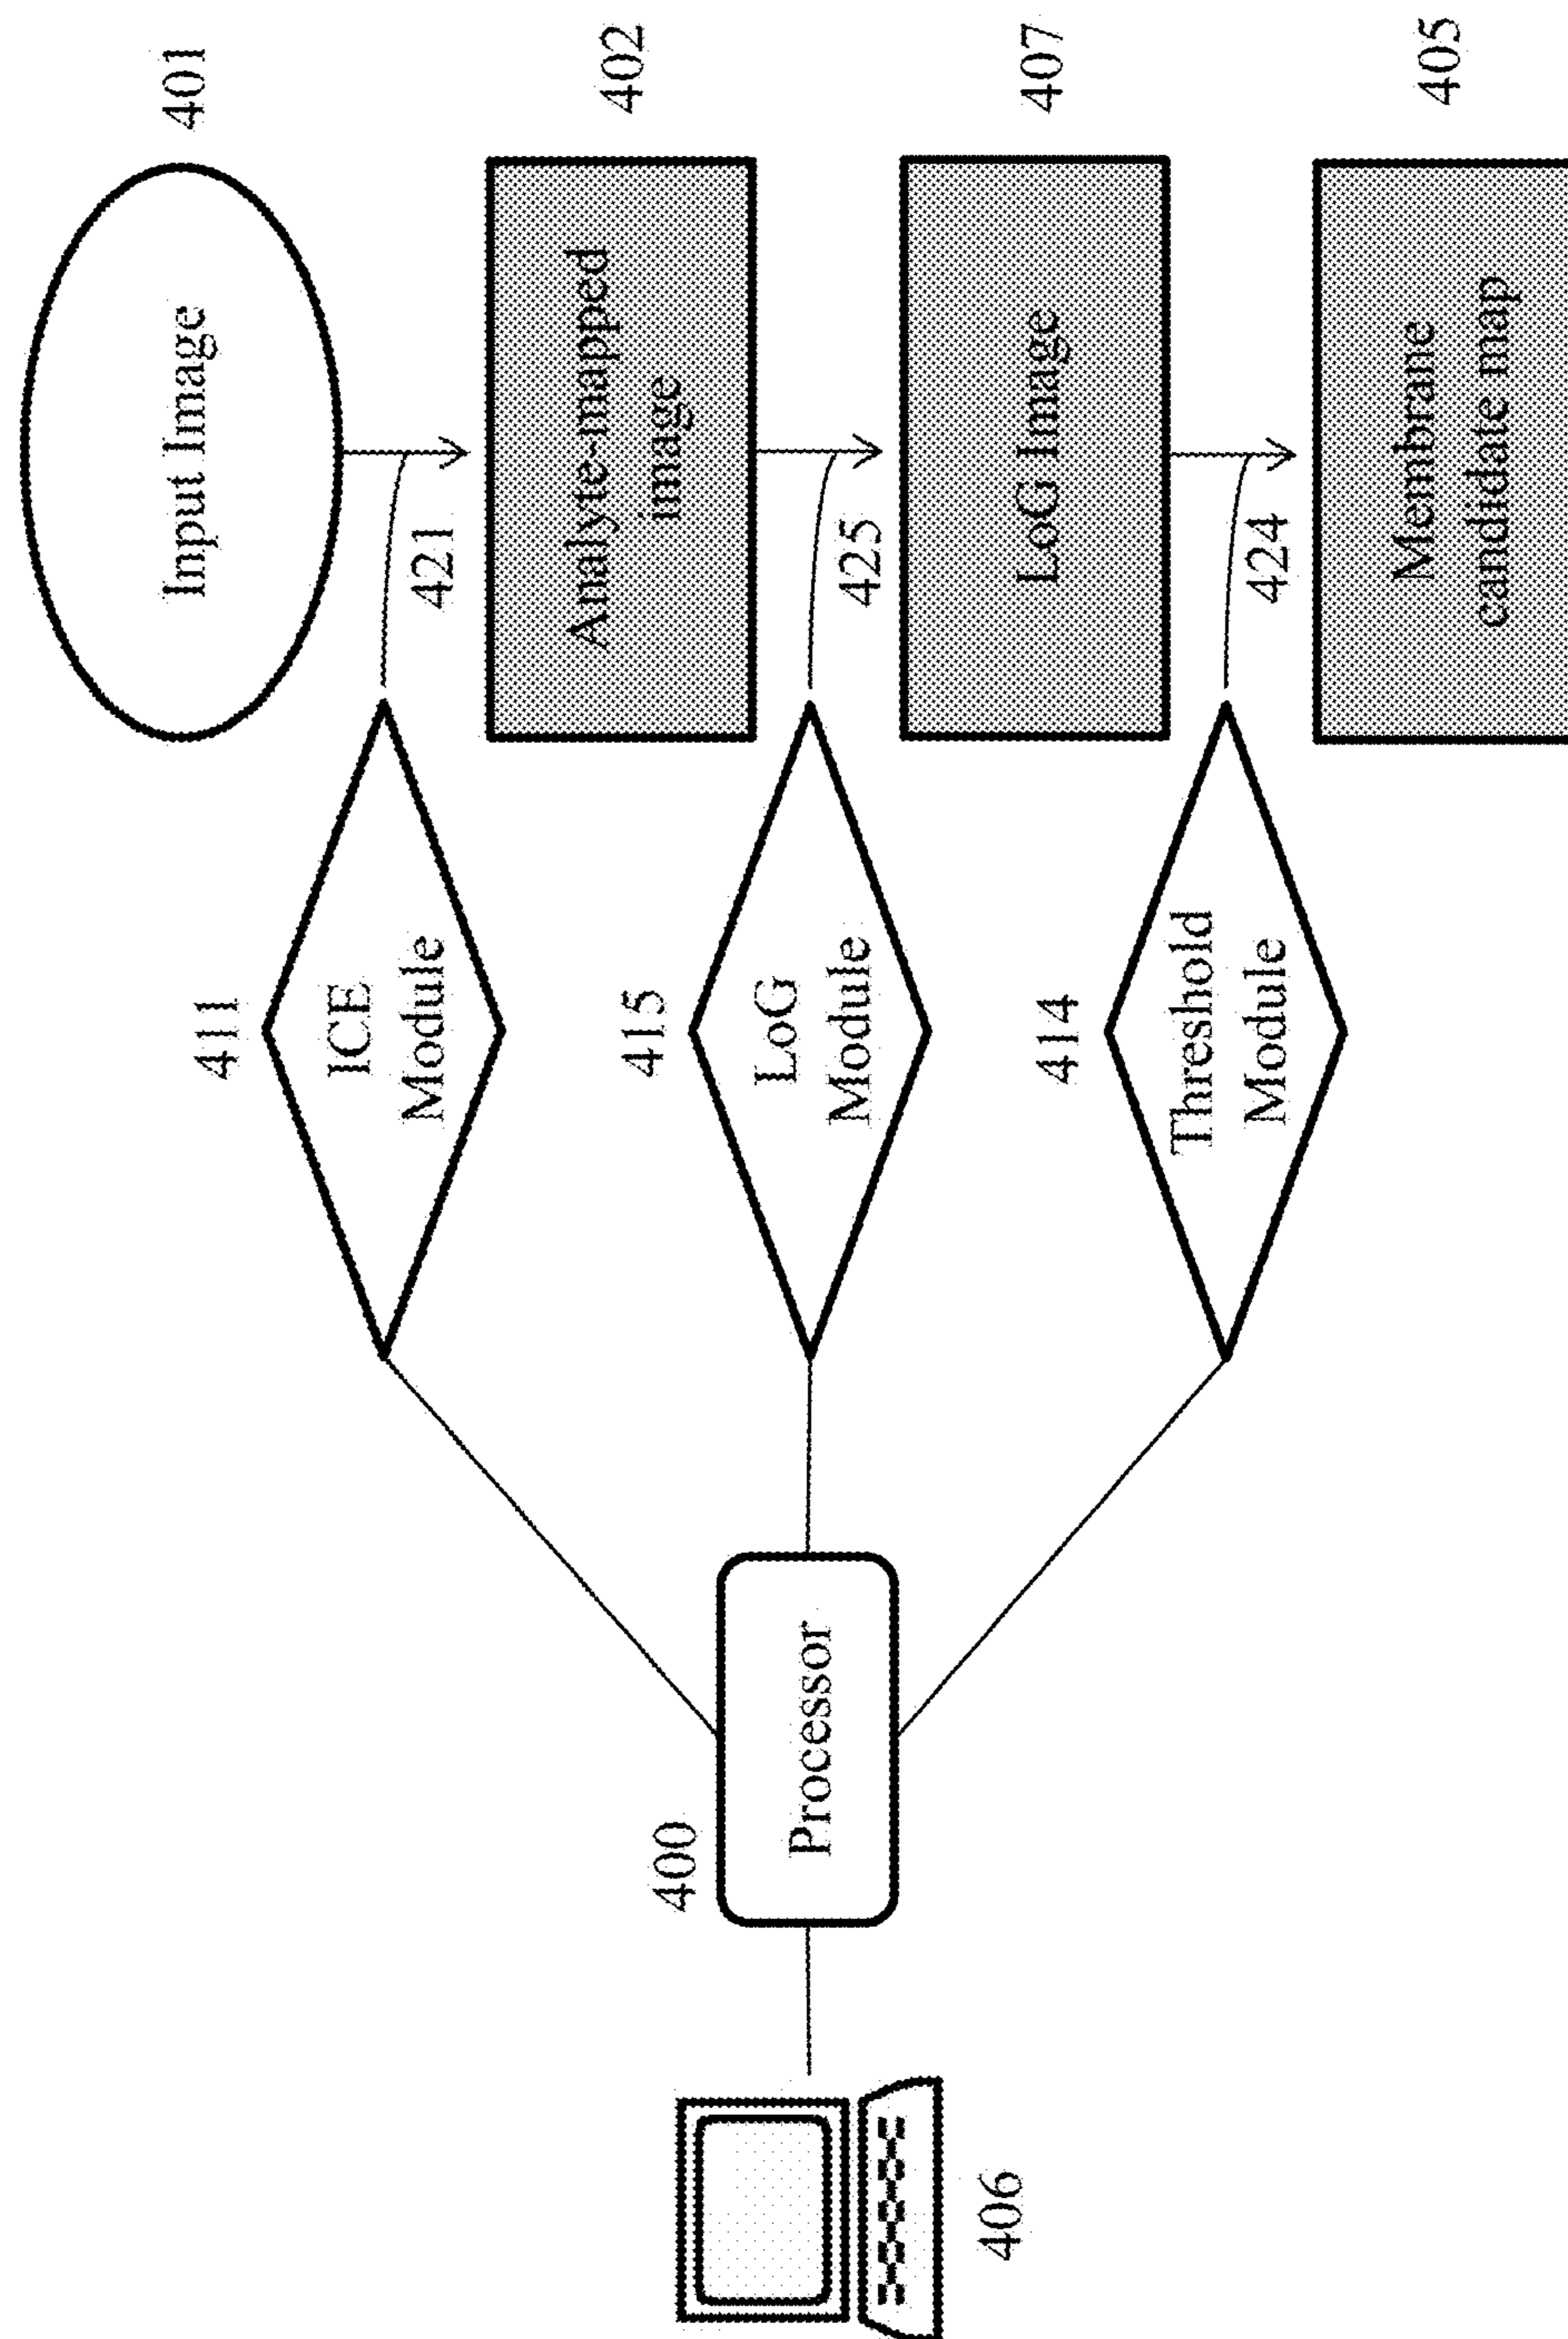 Input Image
401
411
ICE
Module
421
Analyte-mapped
image
402
415
LoG
Module
425
LoG Image
407
400
Processor
414
Threshold
Module
424
Membrane
candidate map
405
406